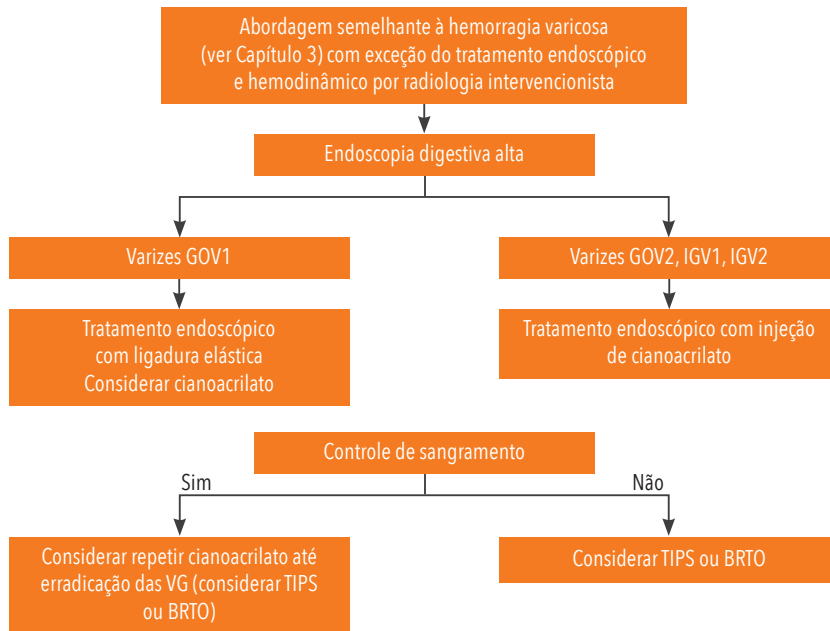 Abordagem semelhante à hemorragia varicosa
(ver Capítulo 3) com exceção do tratamento endoscópico
e hemodinâmico por radiologia intervencionista
Endoscopia digestiva alta
Varizes GOV1
Varizes GOV2, IGV1, IGV2
Tratamento endoscópico
com ligadura elástica
Considerar cianoacrilato
Tratamento endoscópico com injeção
de cianoacrilato
Controle de sangramento
Sim
Não
Considerar repetir cianoacrilato até
erradicação das VG (considerar TIPS
ou BRTO)
Considerar TIPS ou BRTO